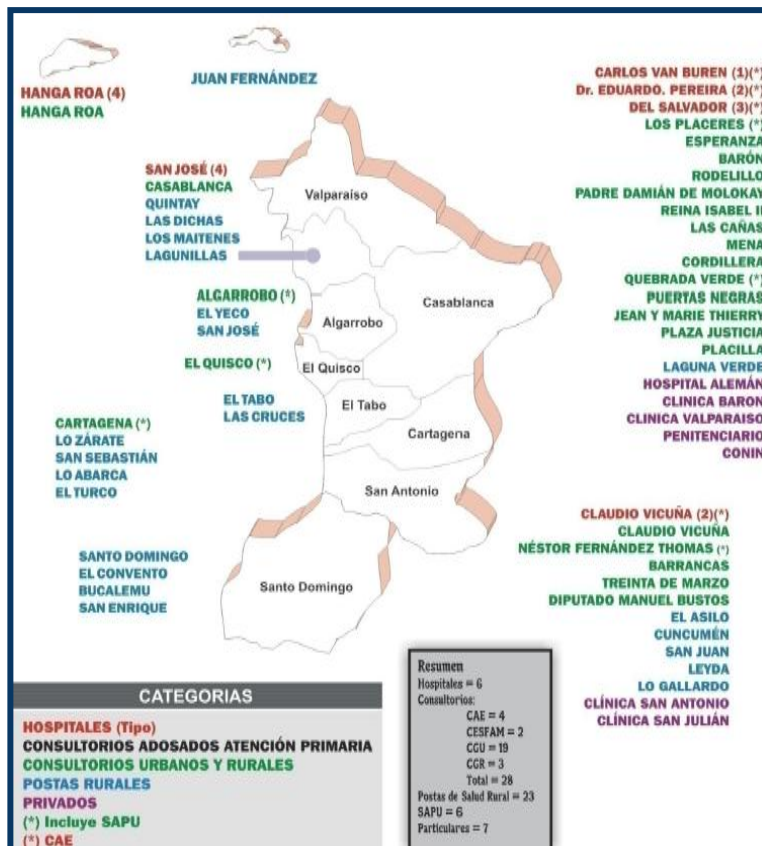 HANGA ROA (4)
HANGA ROA
JUAN FERNÁNDEZ
CARLOS VAN BUREN (1)(*)
Dr. EDUARDO. PEREIRA (2)(*)
DEL SALVADOR (3)(*)
LOS PLACERES (*)
ESPERANZA
BARÓN
RODELILLO
PADRE DAMIÁN DE MOLOKAY
REINA ISABEL II
LAS CAÑAS
MENA
CORDILLERA
QUEBRADA VERDE (*)
PUERTAS NEGRAS
JEAN Y MARIE THIERRY
PLAZA JUSTICIA
PLACILLA
LAGUNA VERDE
HOSPITAL ALEMÁN
CLINICA BARON
CLINICA VALPARAISO
PENITENCIARIO
CONIN
SAN JOSÉ (4)
CASABLANCA
QUINTAY
LAS DICHAS
LOS MAITENES
LAGUNILLAS
Valparaíso
Casablanca
ALGARROBO (*)
EL YECO
SAN JOSÉ
Algarrobo
EL QUISCO (*)
El Quisco
EL TABO
LAS CRUCES
El Tabo
Cartagena
CARTAGENA (*)
LO ZÁRATE
SAN SEBASTIÁN
LO ABARCA
EL TURCO
San Antonio
CLAUDIO VICUÑA (2)(*)
CLAUDIO VICUÑA
NÉSTOR FERNÁNDEZ THOMAS (*)
BARRANCAS
TREINTA DE MARZO
DIPUTADO MANUEL BUSTOS
EL ASILO
CUNCUMÉN
SAN JUAN
LEYDA
LO GALLARDO
CLÍNICA SAN ANTONIO
CLÍNICA SAN JULIÁN
SANTO DOMINGO
EL CONVENTO
BUCALEMU
SAN ENRIQUE
Santo Domingo
CATEGORIAS
HOSPITALES (Tipo)
CONSULTORIOS ADOSADOS ATENCIÓN PRIMARIA
CONSULTORIOS URBANOS Y RURALES
POSTAS RURALES
PRIVADOS
(*) Incluye SAPU
(*) CAE
Resumen
Hospitales = 6
Consultorios:
CAE = 4
CESFAM = 2
CGU = 19
CGR = 3
Total = 28
Postas de Salud Rural = 23
SAPU = 6
Particulares = 7